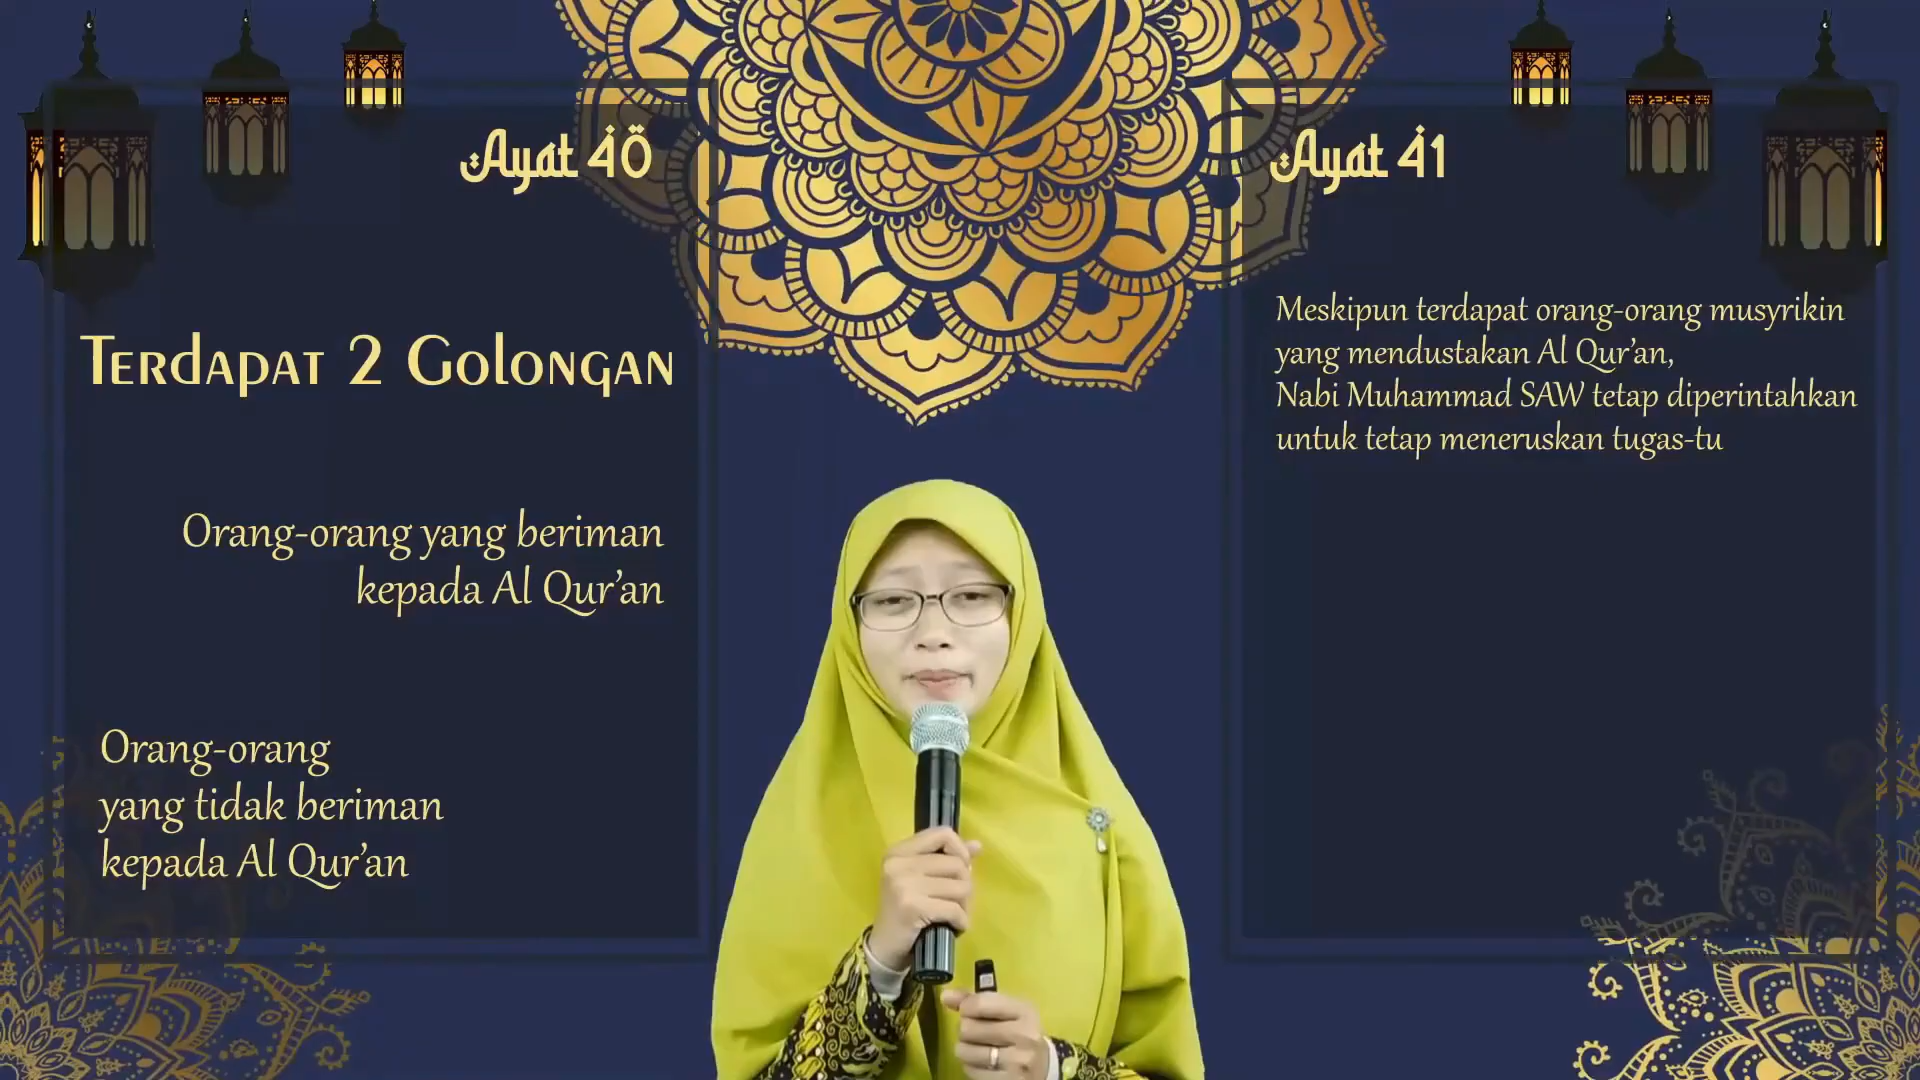 Ayat 40
Terdapat 2 Golongan
Orang-orang yang beriman
kepada Al Qur'an
Orang-orang
yang tidak beriman
kepada Al Qur'an
Ayat 41
Meskipun terdapat orang-orang musyrikin
yang mendustakan Al Qur'an,
Nabi Muhammad SAW tetap diperintahkan
untuk tetap meneruskan tugas-tu